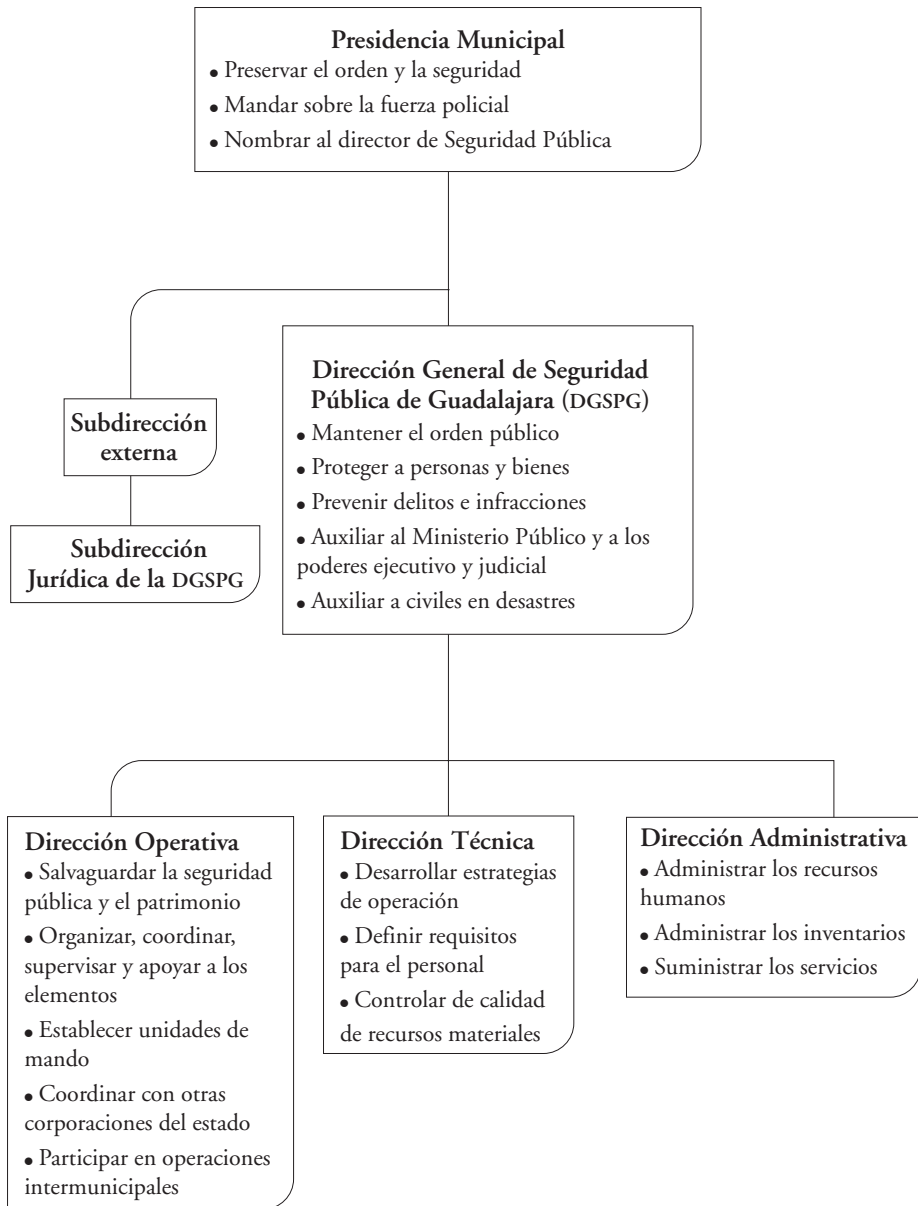 Presidencia Municipal
• Preservar el orden y la seguridad
• Mandar sobre la fuerza policial
• Nombrar al director de Seguridad Pública
Subdirección
externa
Subdirección
Jurídica de la DGSPG
Dirección General de Seguridad
Pública de Guadalajara (DGSPG)
• Mantener el orden público
• Proteger a personas y bienes
• Prevenir delitos e infracciones
• Auxiliar al Ministerio Público y a los
poderes ejecutivo y judicial
• Auxiliar a civiles en desastres
Dirección Operativa
• Salvaguardar la seguridad
pública y el patrimonio
• Organizar, coordinar,
supervisar y apoyar a los
elementos
• Establecer unidades de
mando
• Coordinar con otras
corporaciones del estado
• Participar en operaciones
intermunicipales
Dirección Técnica
• Desarrollar estrategias
de operación
• Definir requisitos
para el personal
• Controlar de calidad
de recursos materiales
Dirección Administrativa
• Administrar los recursos
humanos
• Administrar los inventarios
• Suministrar los servicios